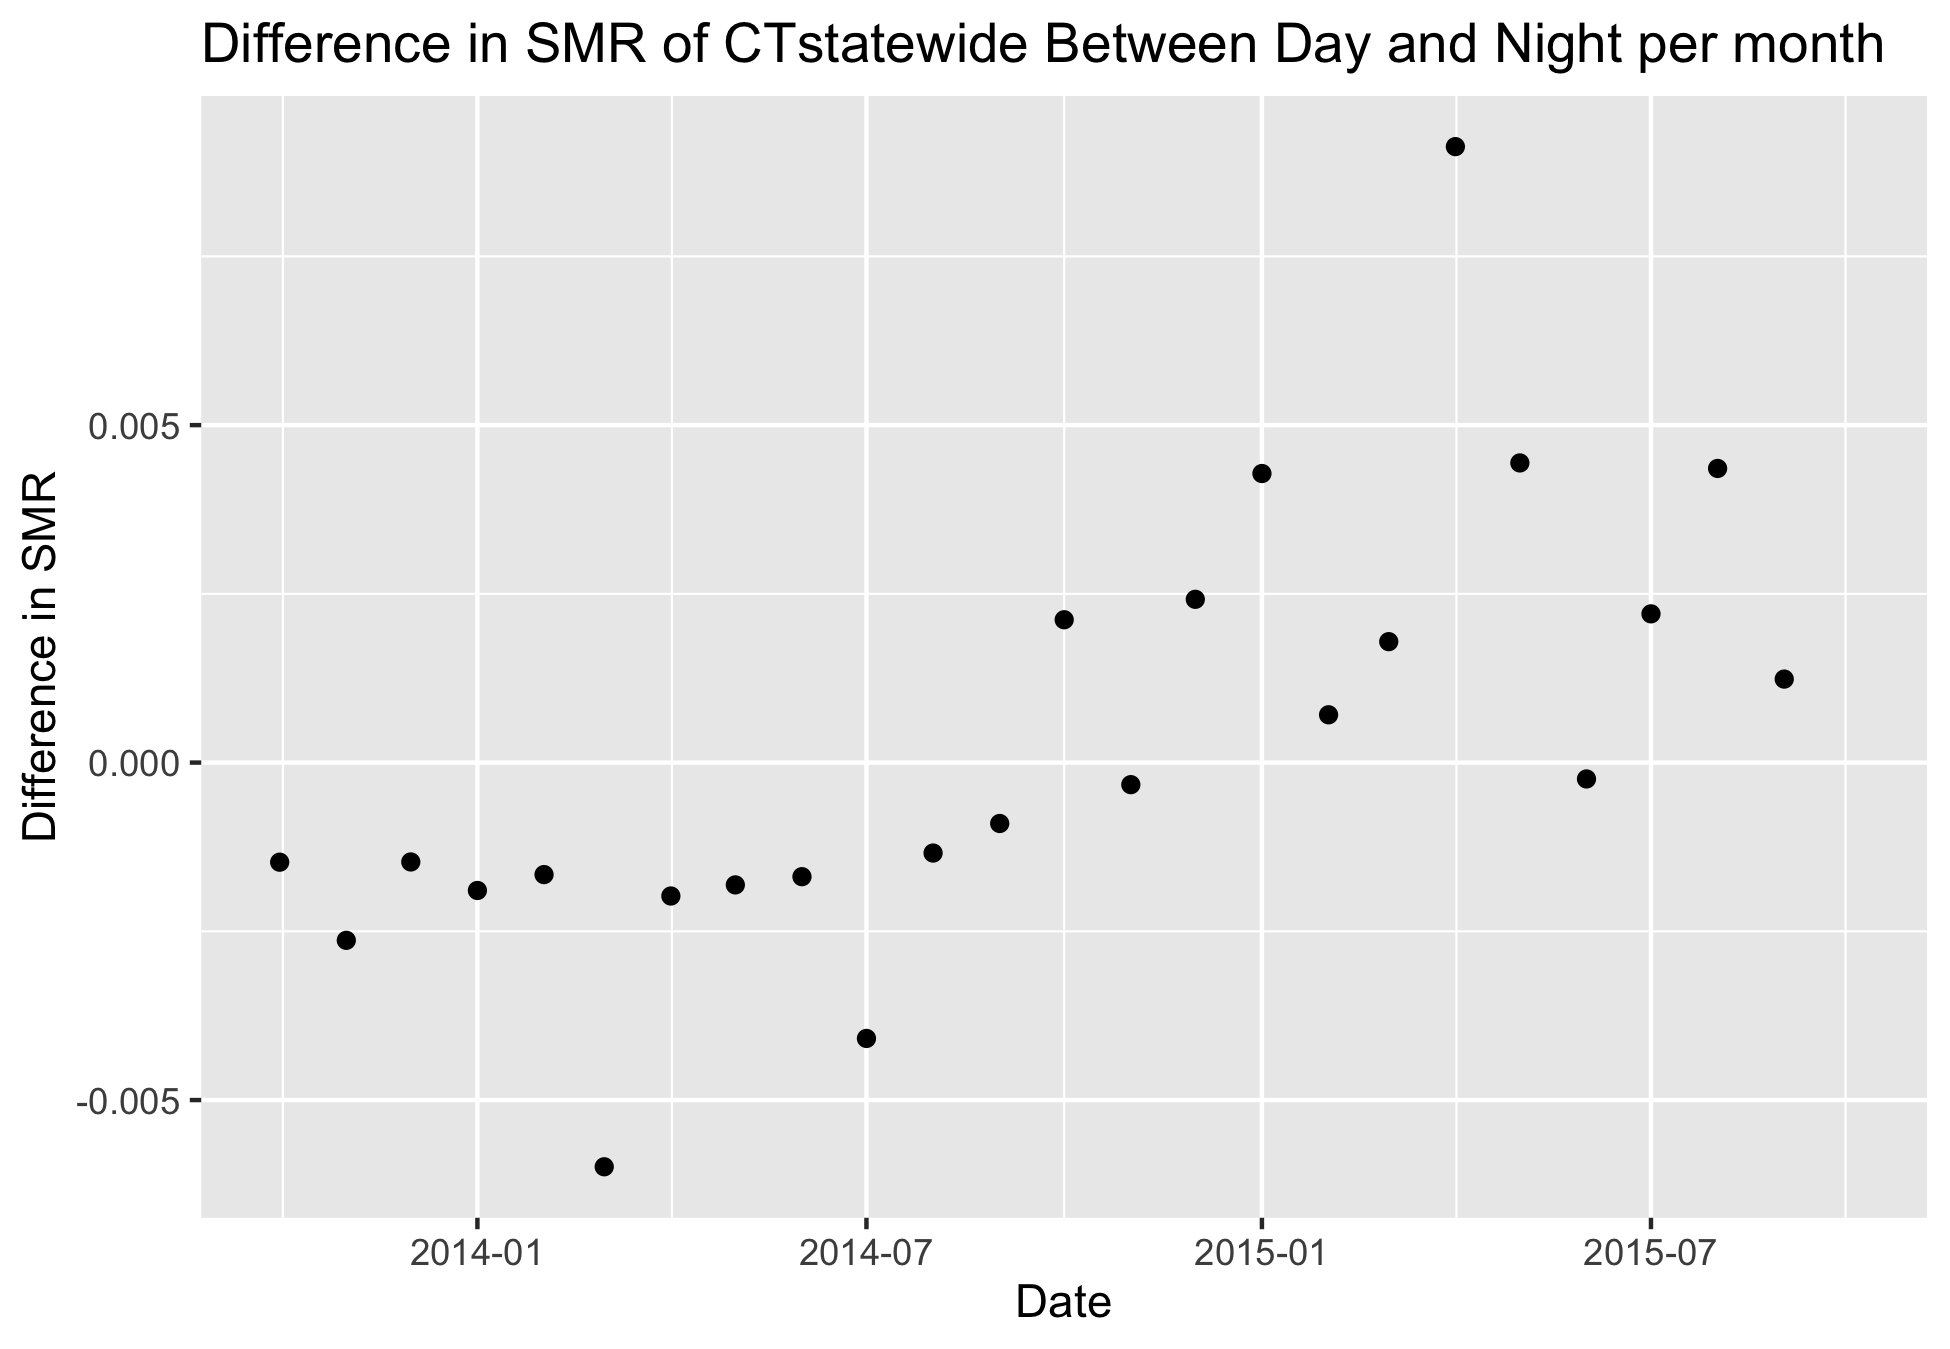 Difference in SMR of CTstatewide Between Day and Night per month
0.005
0.000
-0.005
Difference in SMR
2014-01
2014-07
2015-01
2015-07
Date